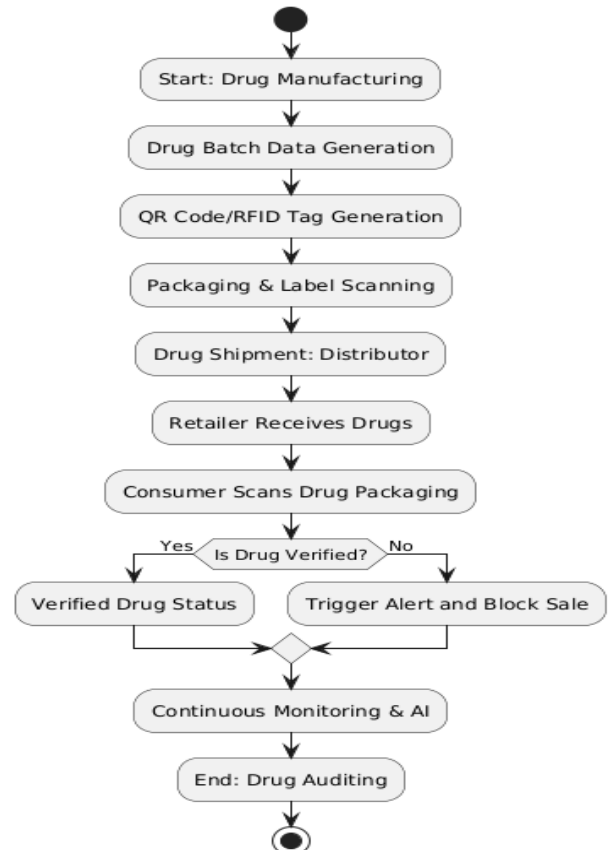 Start: Drug Manufacturing
Drug Batch Data Generation
QR Code/RFID Tag Generation
Packaging & Label Scanning
Drug Shipment: Distributor
Retailer Receives Drugs
Consumer Scans Drug Packaging
Yes
Is Drug Verified?
No
Verified Drug Status
Trigger Alert and Block Sale
Continuous Monitoring & AI
End: Drug Auditing